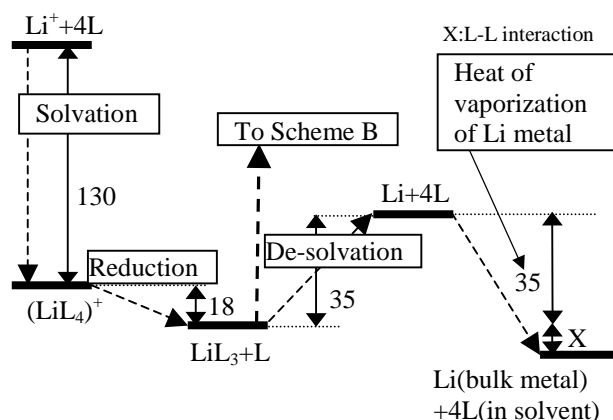 Li⁺+4L
X:L-L interaction
Heat of
vaporization
of Li metal
Solvation
To Scheme B
130
Li+4L
De-solvation
Reduction
35
35
18
(LiL₄)⁺
LiL₃+L
X
Li(bulk metal)
+4L(in solvent)